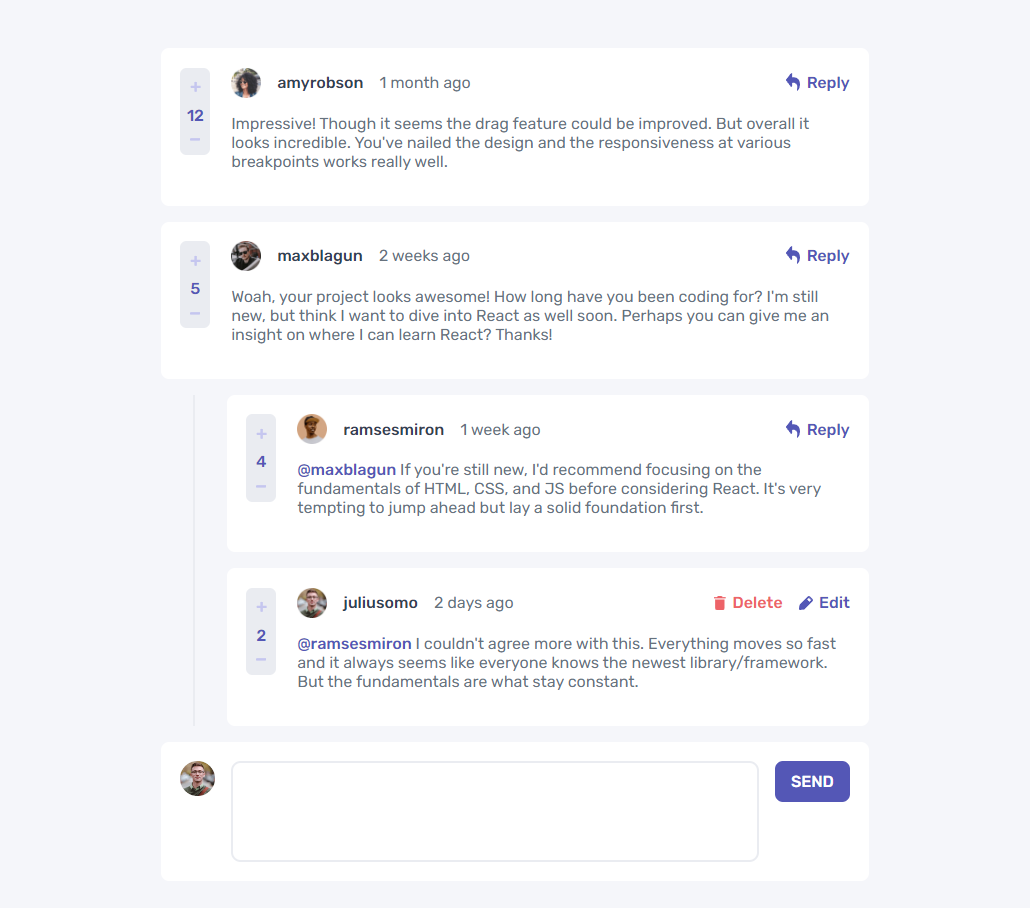 +
12
−
amyrobson 1 month ago Reply
Impressive! Though it seems the drag feature could be improved. But overall it
looks incredible. You've nailed the design and the responsiveness at various
breakpoints works really well.
+
5
−
maxblagun 2 weeks ago Reply
Woah, your project looks awesome! How long have you been coding for? I'm still
new, but think I want to dive into React as well soon. Perhaps you can give me an
insight on where I can learn React? Thanks!
+
4
−
ramsesmiron 1 week ago Reply
@maxblagun If you're still new, I'd recommend focusing on the
fundamentals of HTML, CSS, and JS before considering React. It's very
tempting to jump ahead but lay a solid foundation first.
+
2
−
juliusomo 2 days ago Delete Edit
@ramsesmiron I couldn't agree more with this. Everything moves so fast
and it always seems like everyone knows the newest library/framework.
But the fundamentals are what stay constant.
SEND